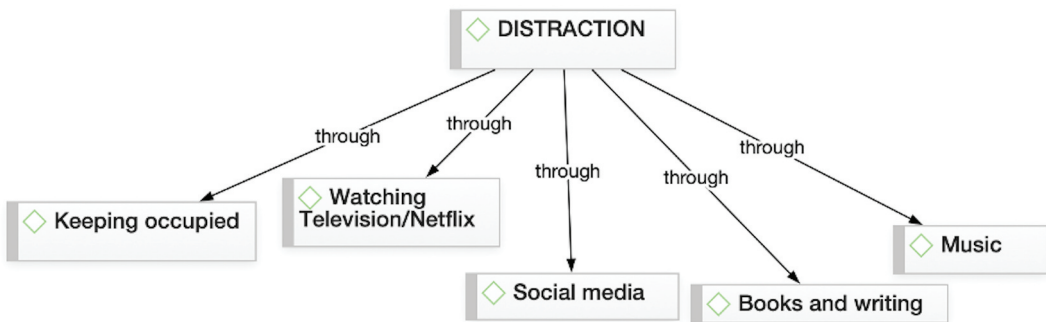 DISTRACTION
through
through
through
through
through
Keeping occupied
Watching
Television/Netflix
Social media
Books and writing
Music